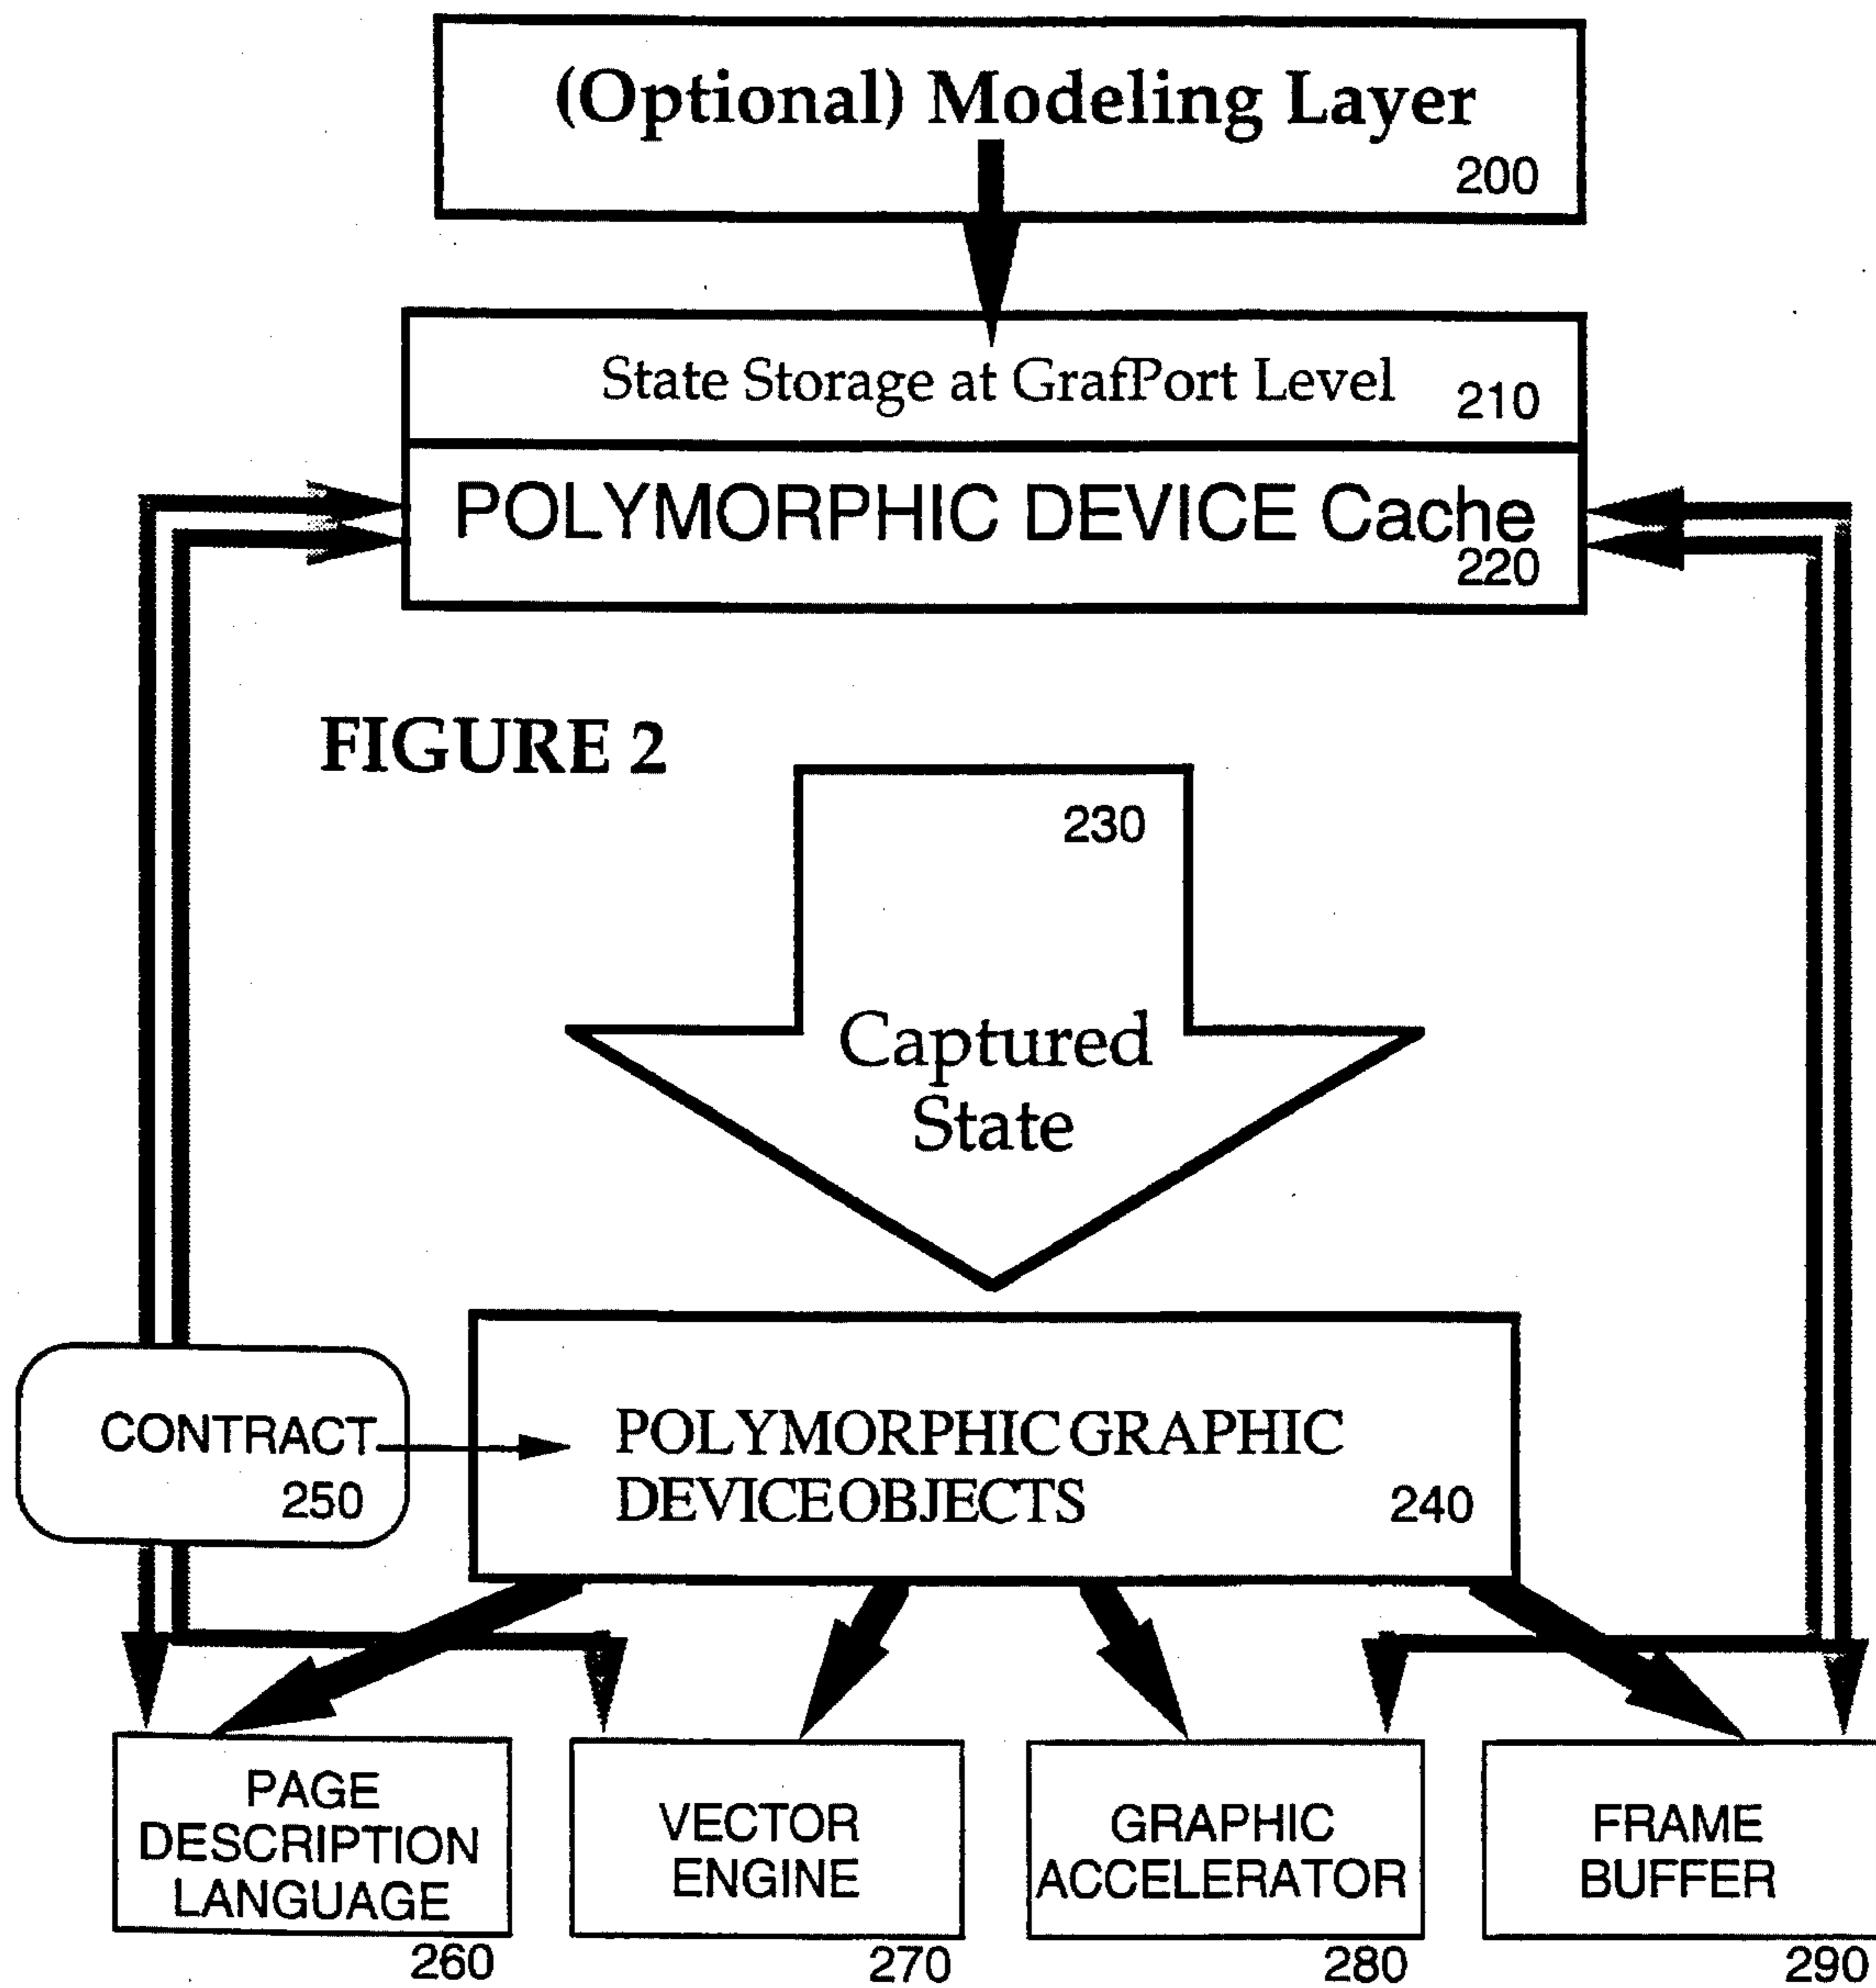 (Optional) Modeling Layer
200
State Storage at GrafPort Level
210
POLYMORPHIC DEVICE Cache
220
FIGURE 2
230
Captured
State
CONTRACT
250
POLYMORPHIC GRAPHIC
DEVICE OBJECTS
240
PAGE
DESCRIPTION
LANGUAGE
260
VECTOR
ENGINE
270
GRAPHIC
ACCELERATOR
280
FRAME
BUFFER
290